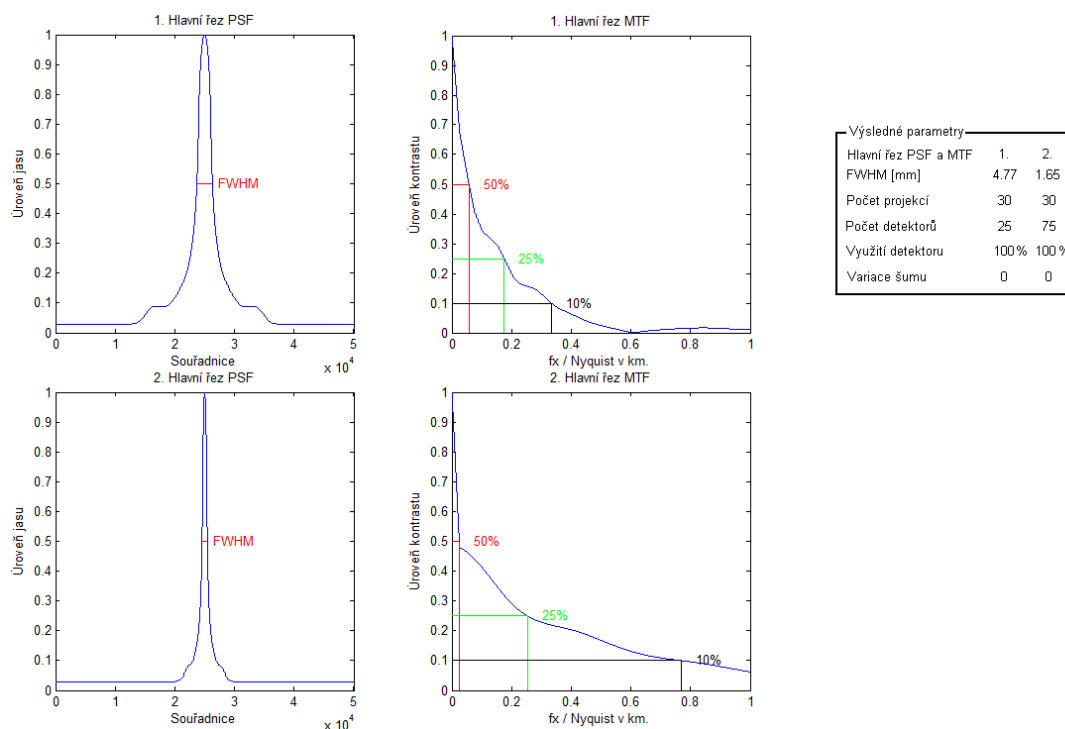 1. Hlavní řez PSF
1
0.9
0.8
0.7
0.6
0.5
0.4
0.3
0.2
0.1
0
Úroveň jasu
FWHM
0 1 2 3 4 5
Souřadnice
x 10^4
1. Hlavní řez MTF
1
0.9
0.8
0.7
0.6
0.5
0.4
0.3
0.2
0.1
0
Úroveň kontrastu
50%
25%
10%
0 0.2 0.4 0.6 0.8 1
fx / Nyquist v km.
Výsledné parametry
Hlavní řez PSF a MTF 1. 2.
FWHM [mm] 4.77 1.65
Počet projekcí 30 30
Počet detektorů 25 75
Využití detektoru 100% 100%
Variace šumu 0 0
2. Hlavní řez PSF
1
0.9
0.8
0.7
0.6
0.5
0.4
0.3
0.2
0.1
0
Úroveň jasu
FWHM
0 1 2 3 4 5
Souřadnice
x 10^4
2. Hlavní řez MTF
1
0.9
0.8
0.7
0.6
0.5
0.4
0.3
0.2
0.1
0
Úroveň kontrastu
50%
25%
10%
0 0.2 0.4 0.6 0.8 1
fx / Nyquist v km.